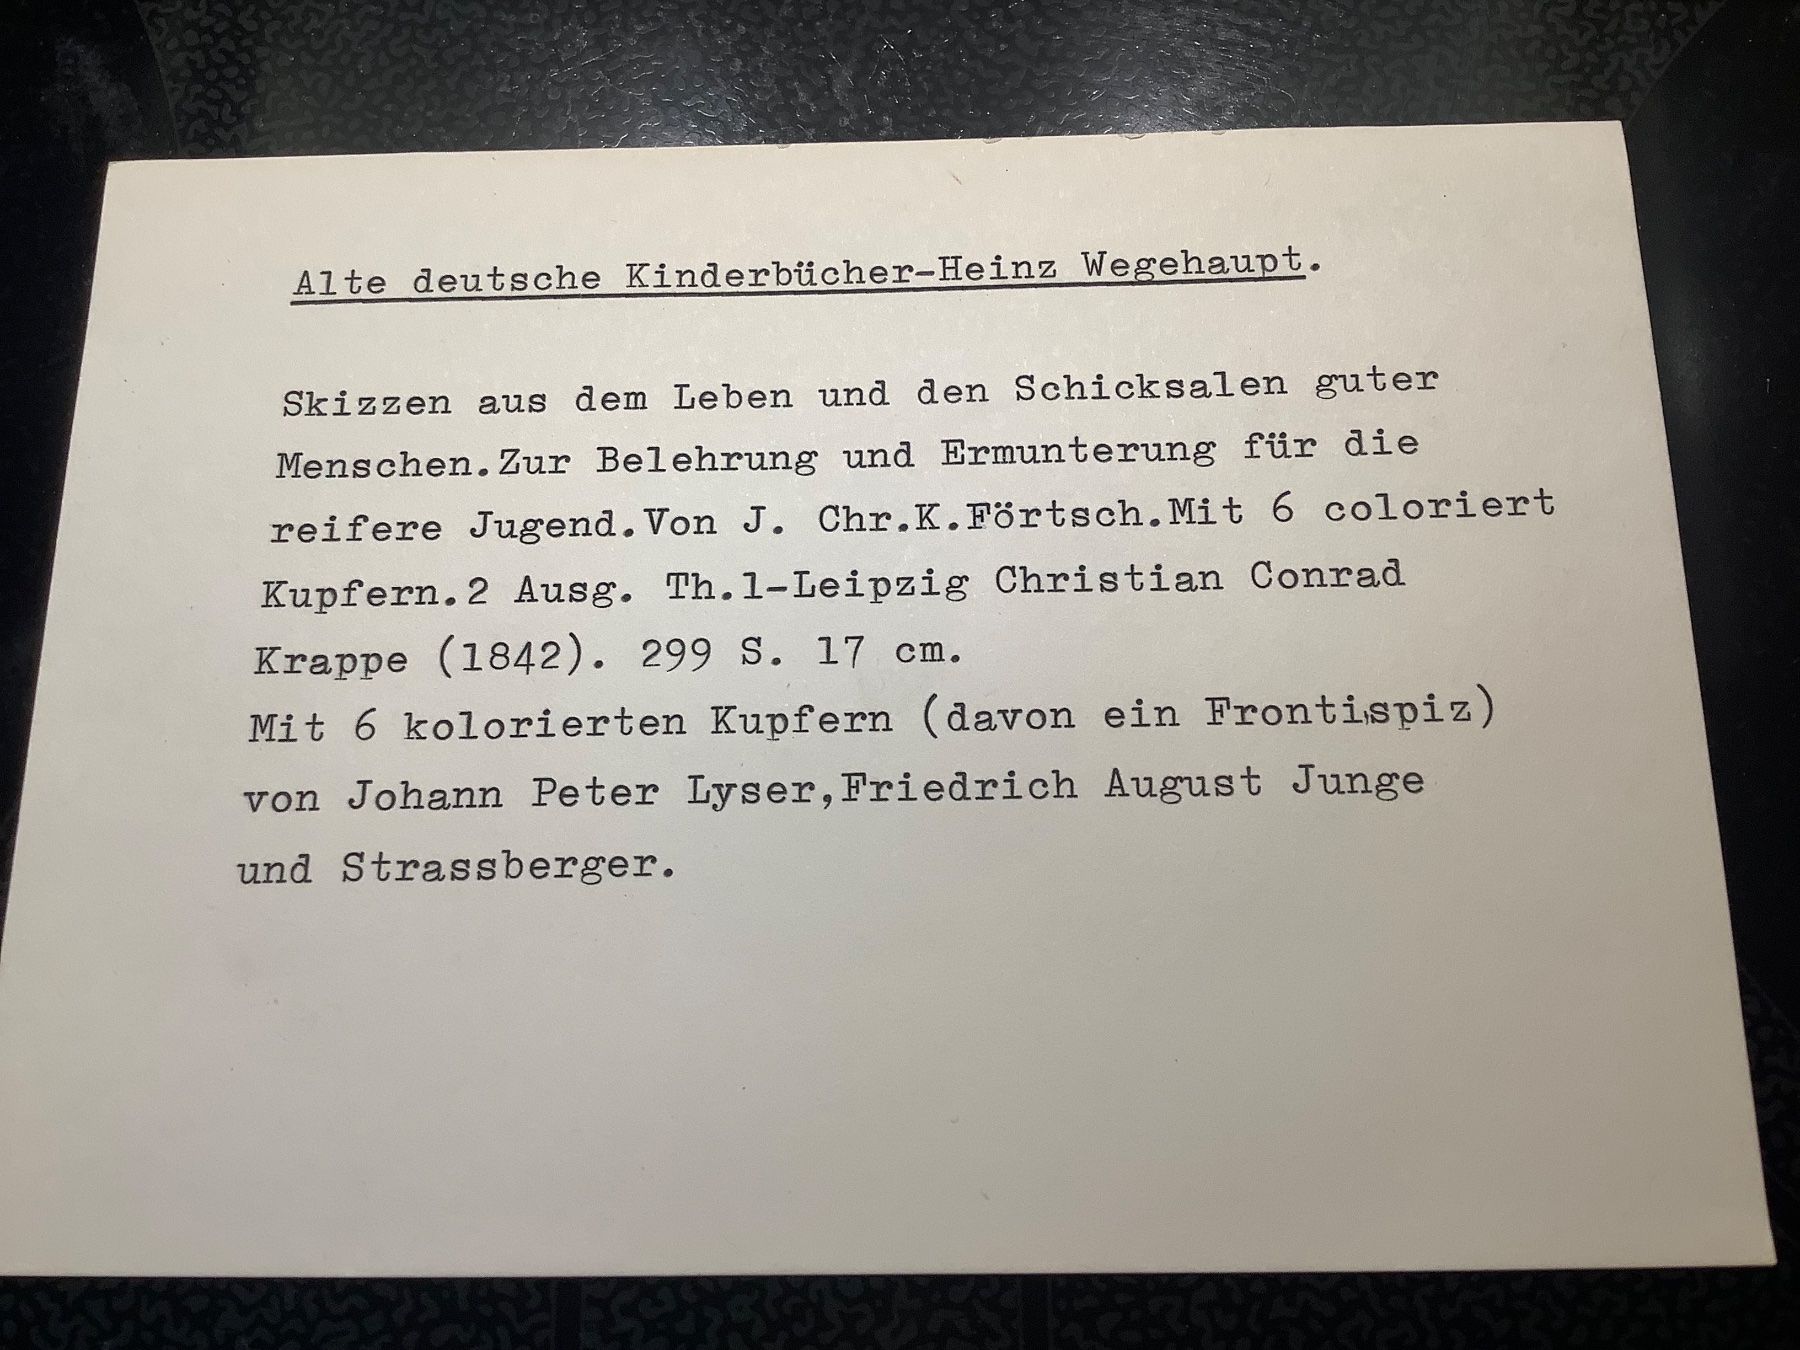 Alte deutsche Kinderbücher-Heinz Wegehaupt.
Skizzen aus dem Leben und den Schicksalen guter
Menschen.Zur Belehrung und Ermunterung für die
reifere Jugend.Von J. Chr.K.Förtsch.Mit 6 coloriert
Kupfern.2 Ausg. Th.1-Leipzig Christian Conrad
Krappe (1842). 299 S. 17 cm.
Mit 6 kolorierten Kupfern (davon ein Frontispiz)
von Johann Peter Lyser,Friedrich August Junge
und Strassberger.